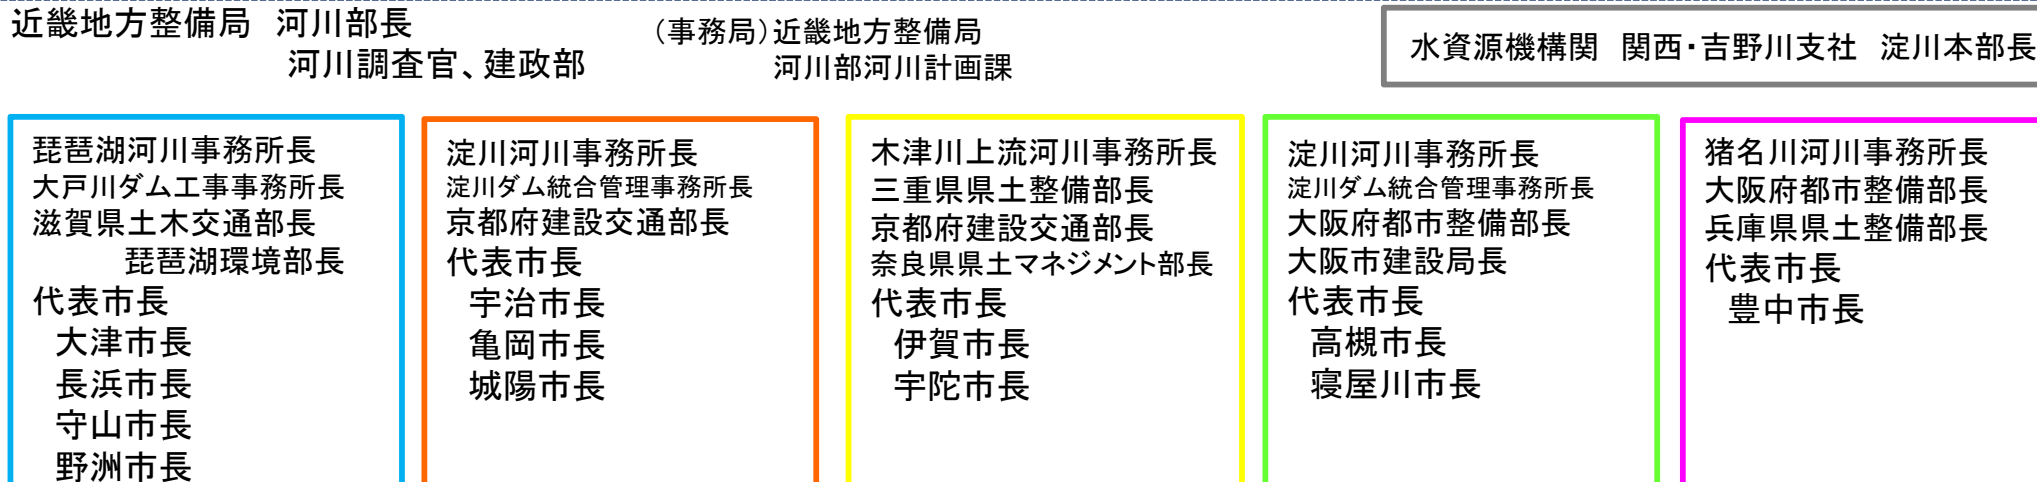 近畿地方整備局　河川部長
河川調査官、建政部
（事務局）近畿地方整備局
河川部河川計画課
水資源機構関　関西・吉野川支社　淀川本部長
琵琶湖河川事務所長
大戸川ダム工事事務所長
滋賀県土木交通部長
琵琶湖環境部長
代表市長
大津市長
長浜市長
守山市長
野洲市長
淀川河川事務所長
淀川ダム統合管理事務所長
京都府建設交通部長
代表市長
宇治市長
亀岡市長
城陽市長
木津川上流河川事務所長
三重県県土整備部長
京都府建設交通部長
奈良県県土マネジメント部長
代表市長
伊賀市長
宇陀市長
淀川河川事務所長
淀川ダム統合管理事務所長
大阪府都市整備部長
大阪市建設局長
代表市長
高槻市長
寝屋川市長
猪名川河川事務所長
大阪府都市整備部長
兵庫県県土整備部長
代表市長
豊中市長